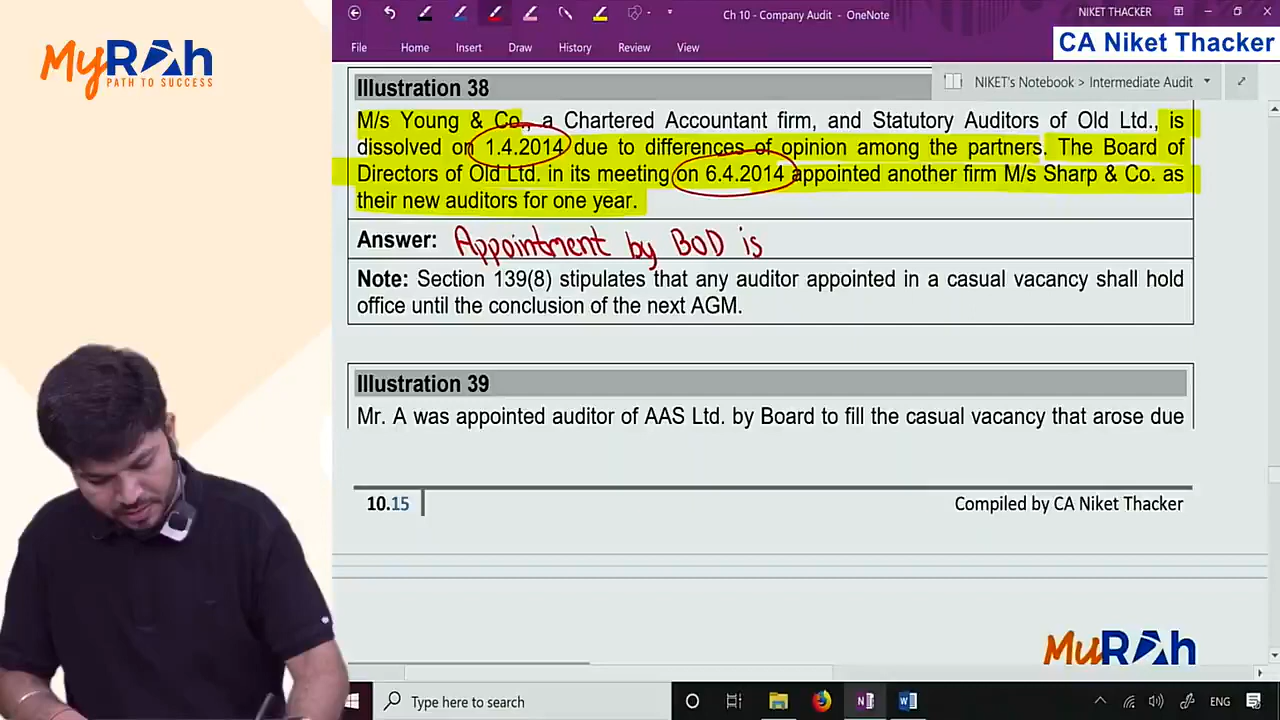 MyRAh
PATH TO SUCCESS
Ch 10 - Company Audit - OneNote
NIKET THACKER
CA Niket Thacker
File Home Insert Draw History Review View
NIKET's Notebook > Intermediate Audit
Illustration 38
M/s Young & Co., a Chartered Accountant firm, and Statutory Auditors of Old Ltd., is
dissolved on 1.4.2014 due to differences of opinion among the partners. The Board of
Directors of Old Ltd. in its meeting on 6.4.2014 appointed another firm M/s Sharp & Co. as
their new auditors for one year.
Answer: Appointment by BOD is
Note: Section 139(8) stipulates that any auditor appointed in a casual vacancy shall hold
office until the conclusion of the next AGM.
Illustration 39
Mr. A was appointed auditor of AAS Ltd. by Board to fill the casual vacancy that arose due
10.15
Compiled by CA Niket Thacker
MyRAh
Type here to search
ENG